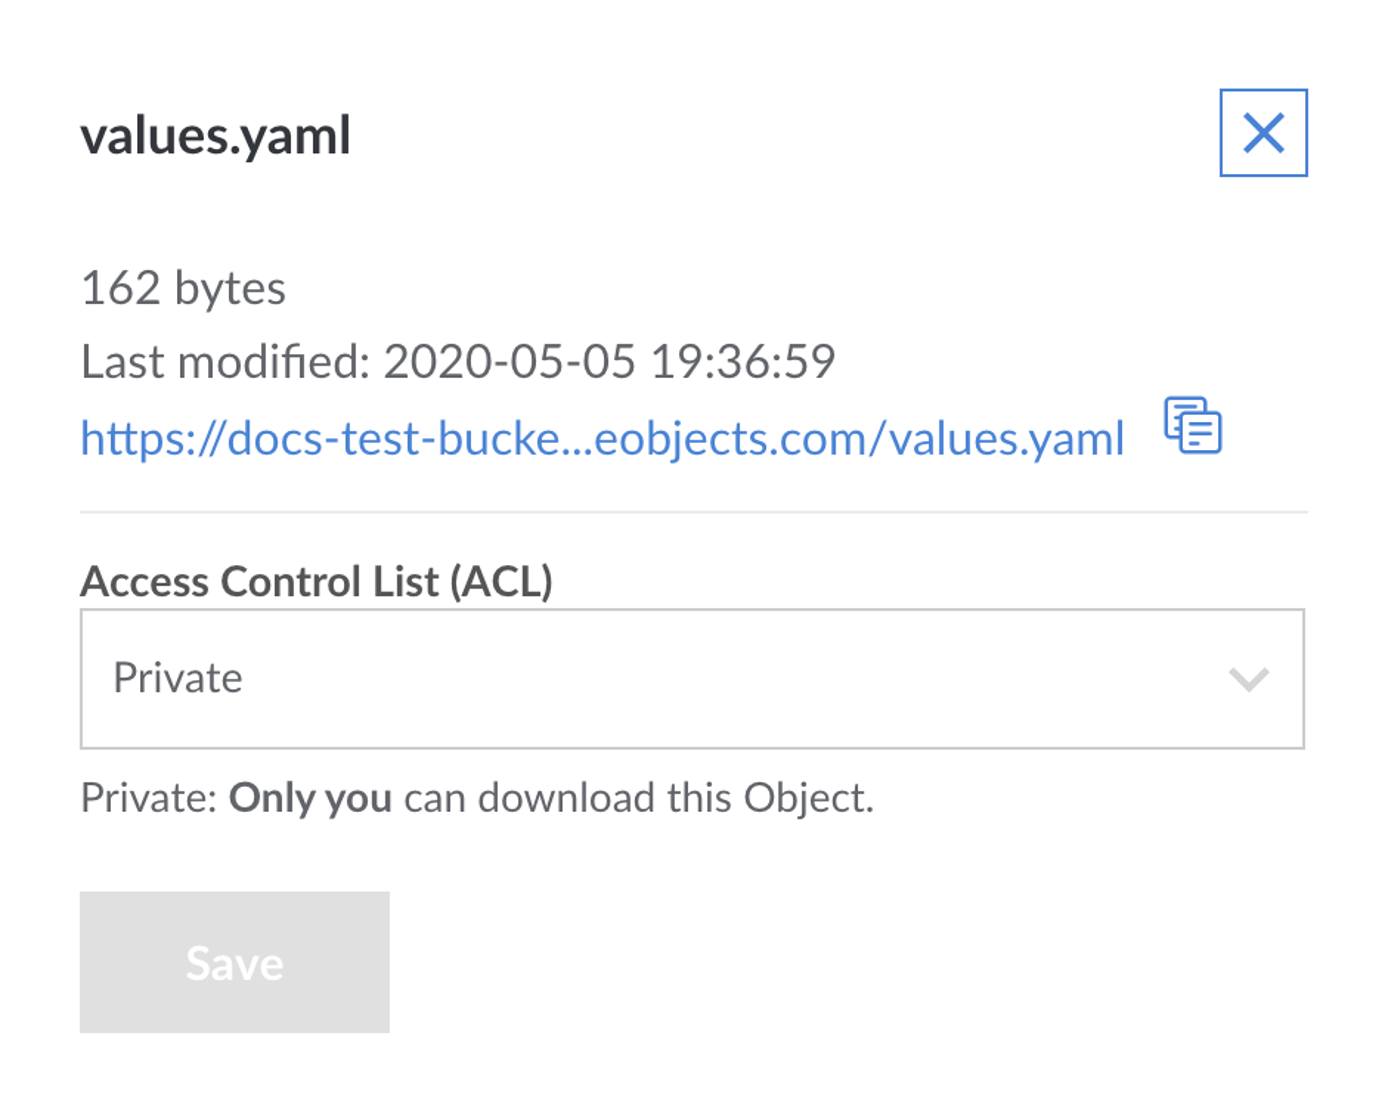 values.yaml
162 bytes
Last modified: 2020-05-05 19:36:59
https://docs-test-bucke...eobjects.com/values.yaml
Access Control List (ACL)
Private
Private: Only you can download this Object.
Save